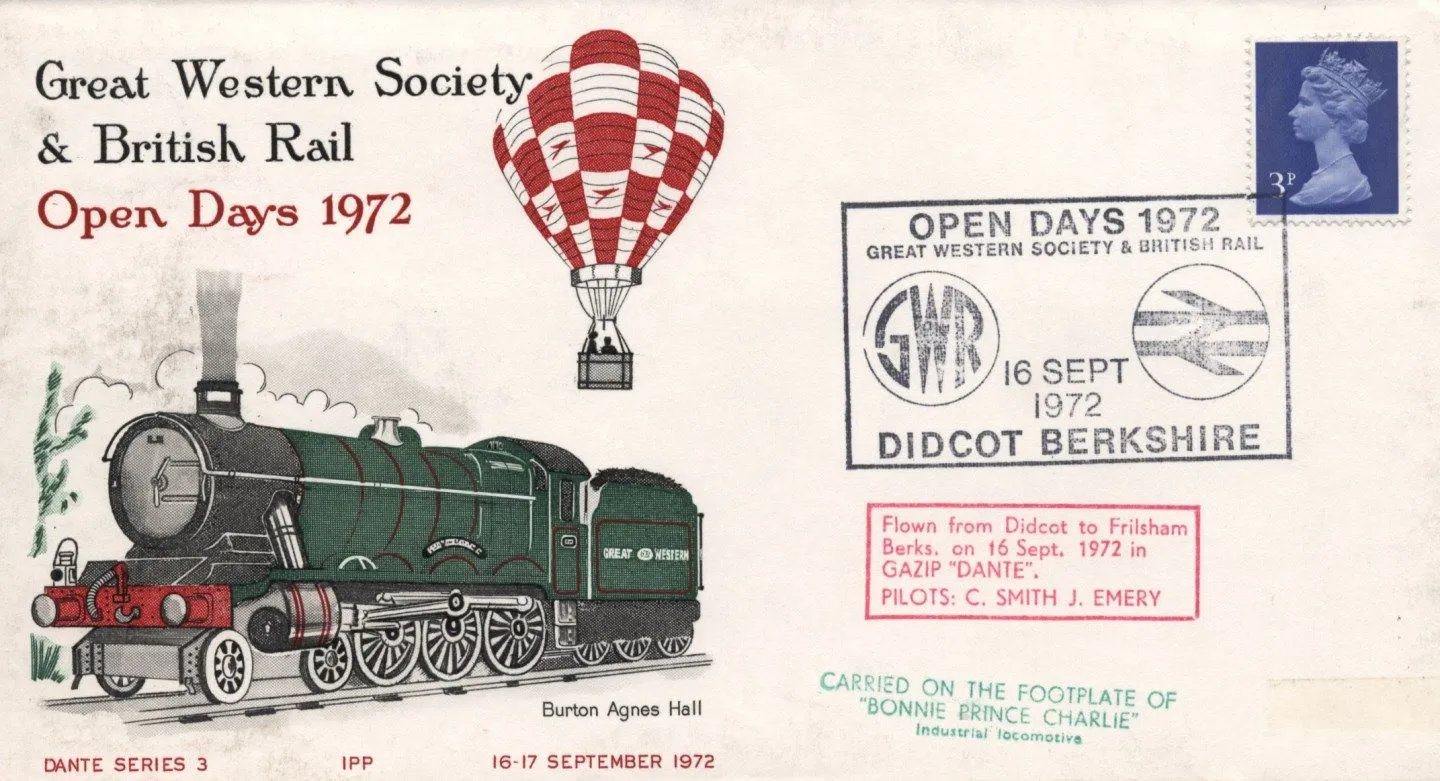 Great Western Society
& British Rail
Open Days 1972
GREAT WESTERN
Burton Agnes Hall
DANTE SERIES 3 IPP 16-17 SEPTEMBER 1972
3P
OPEN DAYS 1972
GREAT WESTERN SOCIETY & BRITISH RAIL
GWR
16 SEPT
1972
DIDCOT BERKSHIRE
Flown from Didcot to Frilsham
Berks. on 16 Sept. 1972 in
GAZIP "DANTE".
PILOTS: C. SMITH J. EMERY
CARRIED ON THE FOOTPLATE OF
"BONNIE PRINCE CHARLIE"
Industrial locomotive